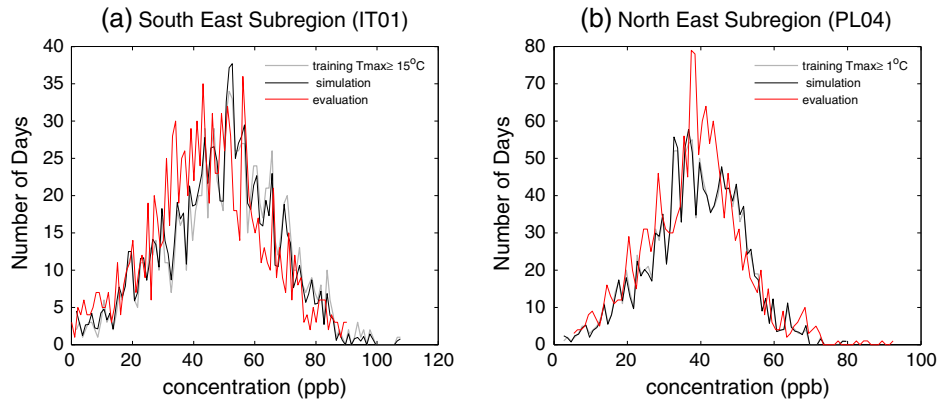 (a) South East Subregion (IT01)
40
35
30
25
20
15
10
5
0
Number of Days
training Tmax≥ 15°C
simulation
evaluation
0 20 40 60 80 100 120
concentration (ppb)
(b) North East Subregion (PL04)
80
70
60
50
40
30
20
10
0
Number of Days
training Tmax≥ 1°C
simulation
evaluation
0 20 40 60 80 100
concentration (ppb)